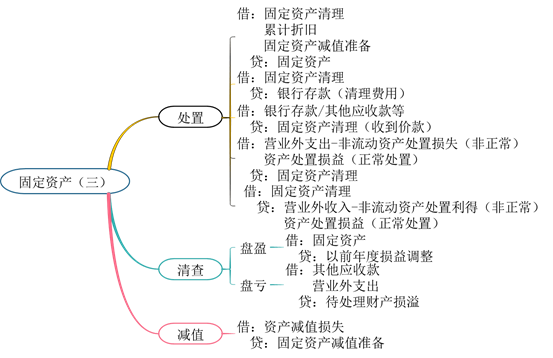 固定资产（三）
处置
借：固定资产清理
累计折旧
固定资产减值准备
贷：固定资产
借：固定资产清理
贷：银行存款（清理费用）
借：银行存款/其他应收款等
贷：固定资产清理（收到价款）
借：营业外支出-非流动资产处置损失（非正常）
资产处置损益（正常处置）
贷：固定资产清理
借：固定资产清理
贷：营业外收入-非流动资产处置利得（非正常）
资产处置损益（正常处置）
清查
盘盈
借：固定资产
贷：以前年度损益调整
盘亏
借：其他应收款
营业外支出
贷：待处理财产损溢
减值
借：资产减值损失
贷：固定资产减值准备